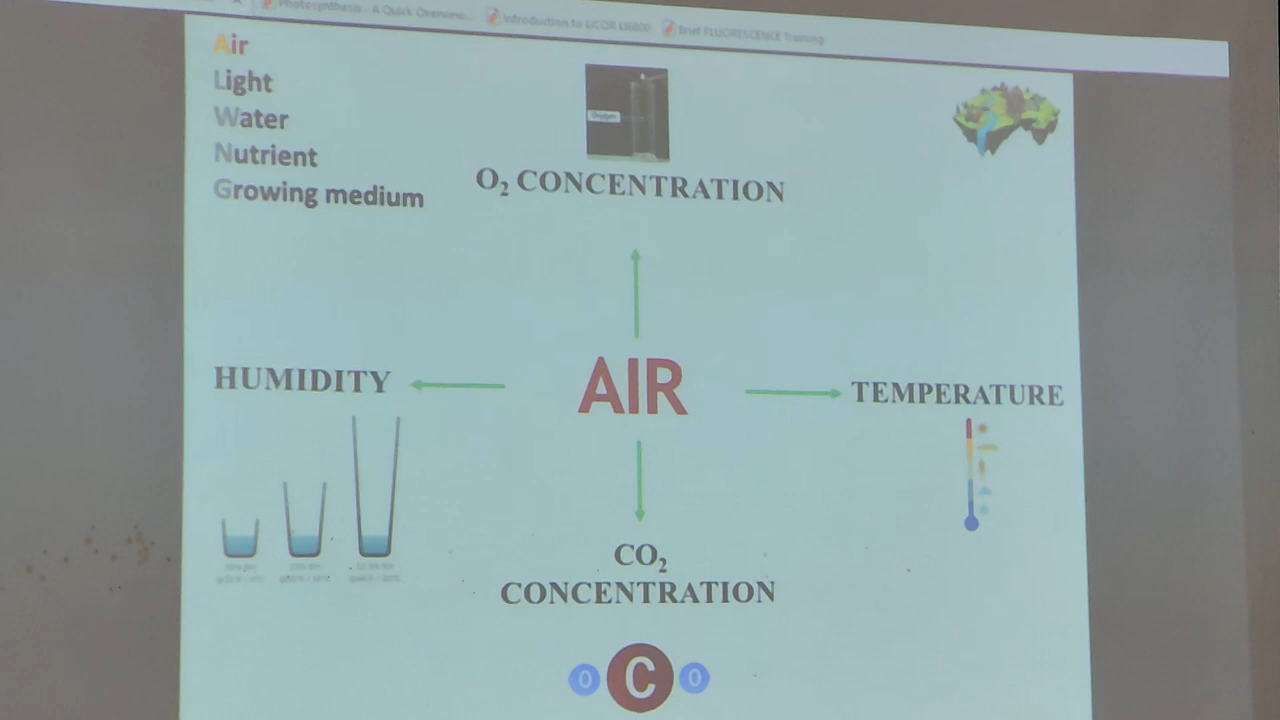 Photosynthesis - A Quick Overview...
Introduction to LICOR LI6800
Brief FLUORESCENCE Training
Air
Light
Water
Nutrient
Growing medium
Oxygen
O₂ CONCENTRATION
HUMIDITY
AIR
TEMPERATURE
CO₂
CONCENTRATION
O C O